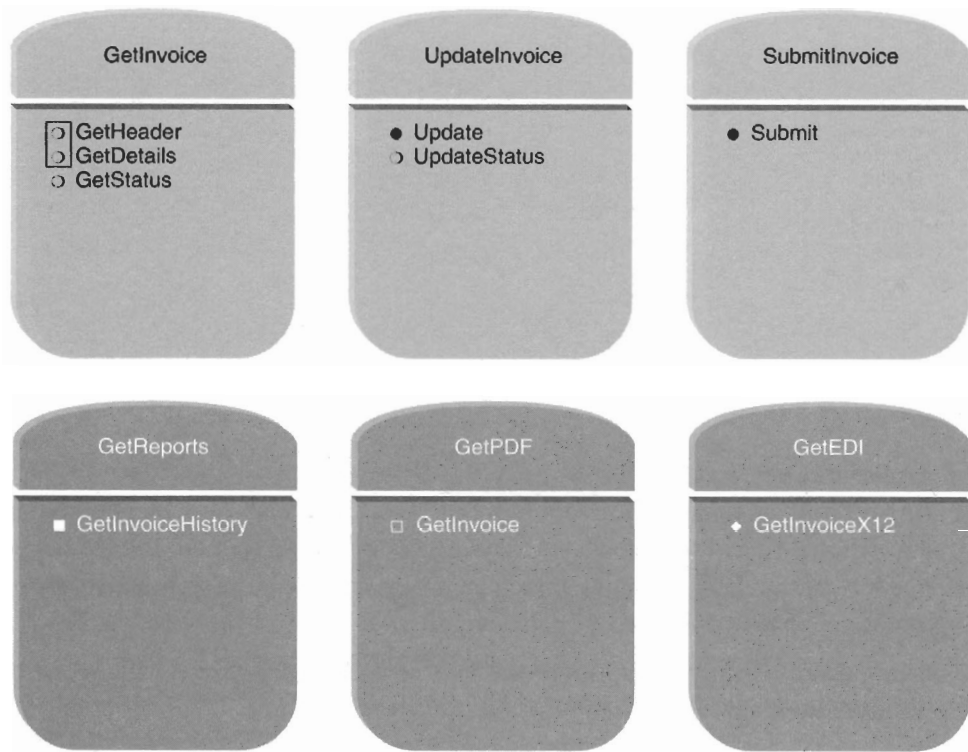 GetInvoice
GetHeader
GetDetails
GetStatus
UpdateInvoice
Update
UpdateStatus
SubmitInvoice
Submit
GetReports
GetInvoiceHistory
GetPDF
GetInvoice
GetEDI
GetInvoiceX12